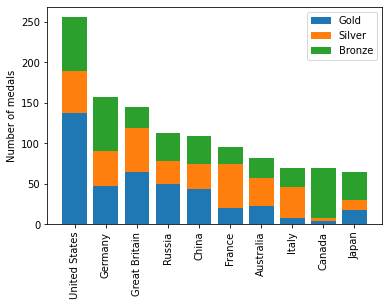 Number of medals
250
200
150
100
50
0
Gold
Silver
Bronze
United States
Germany
Great Britain
Russia
China
France
Australia
Italy
Canada
Japan